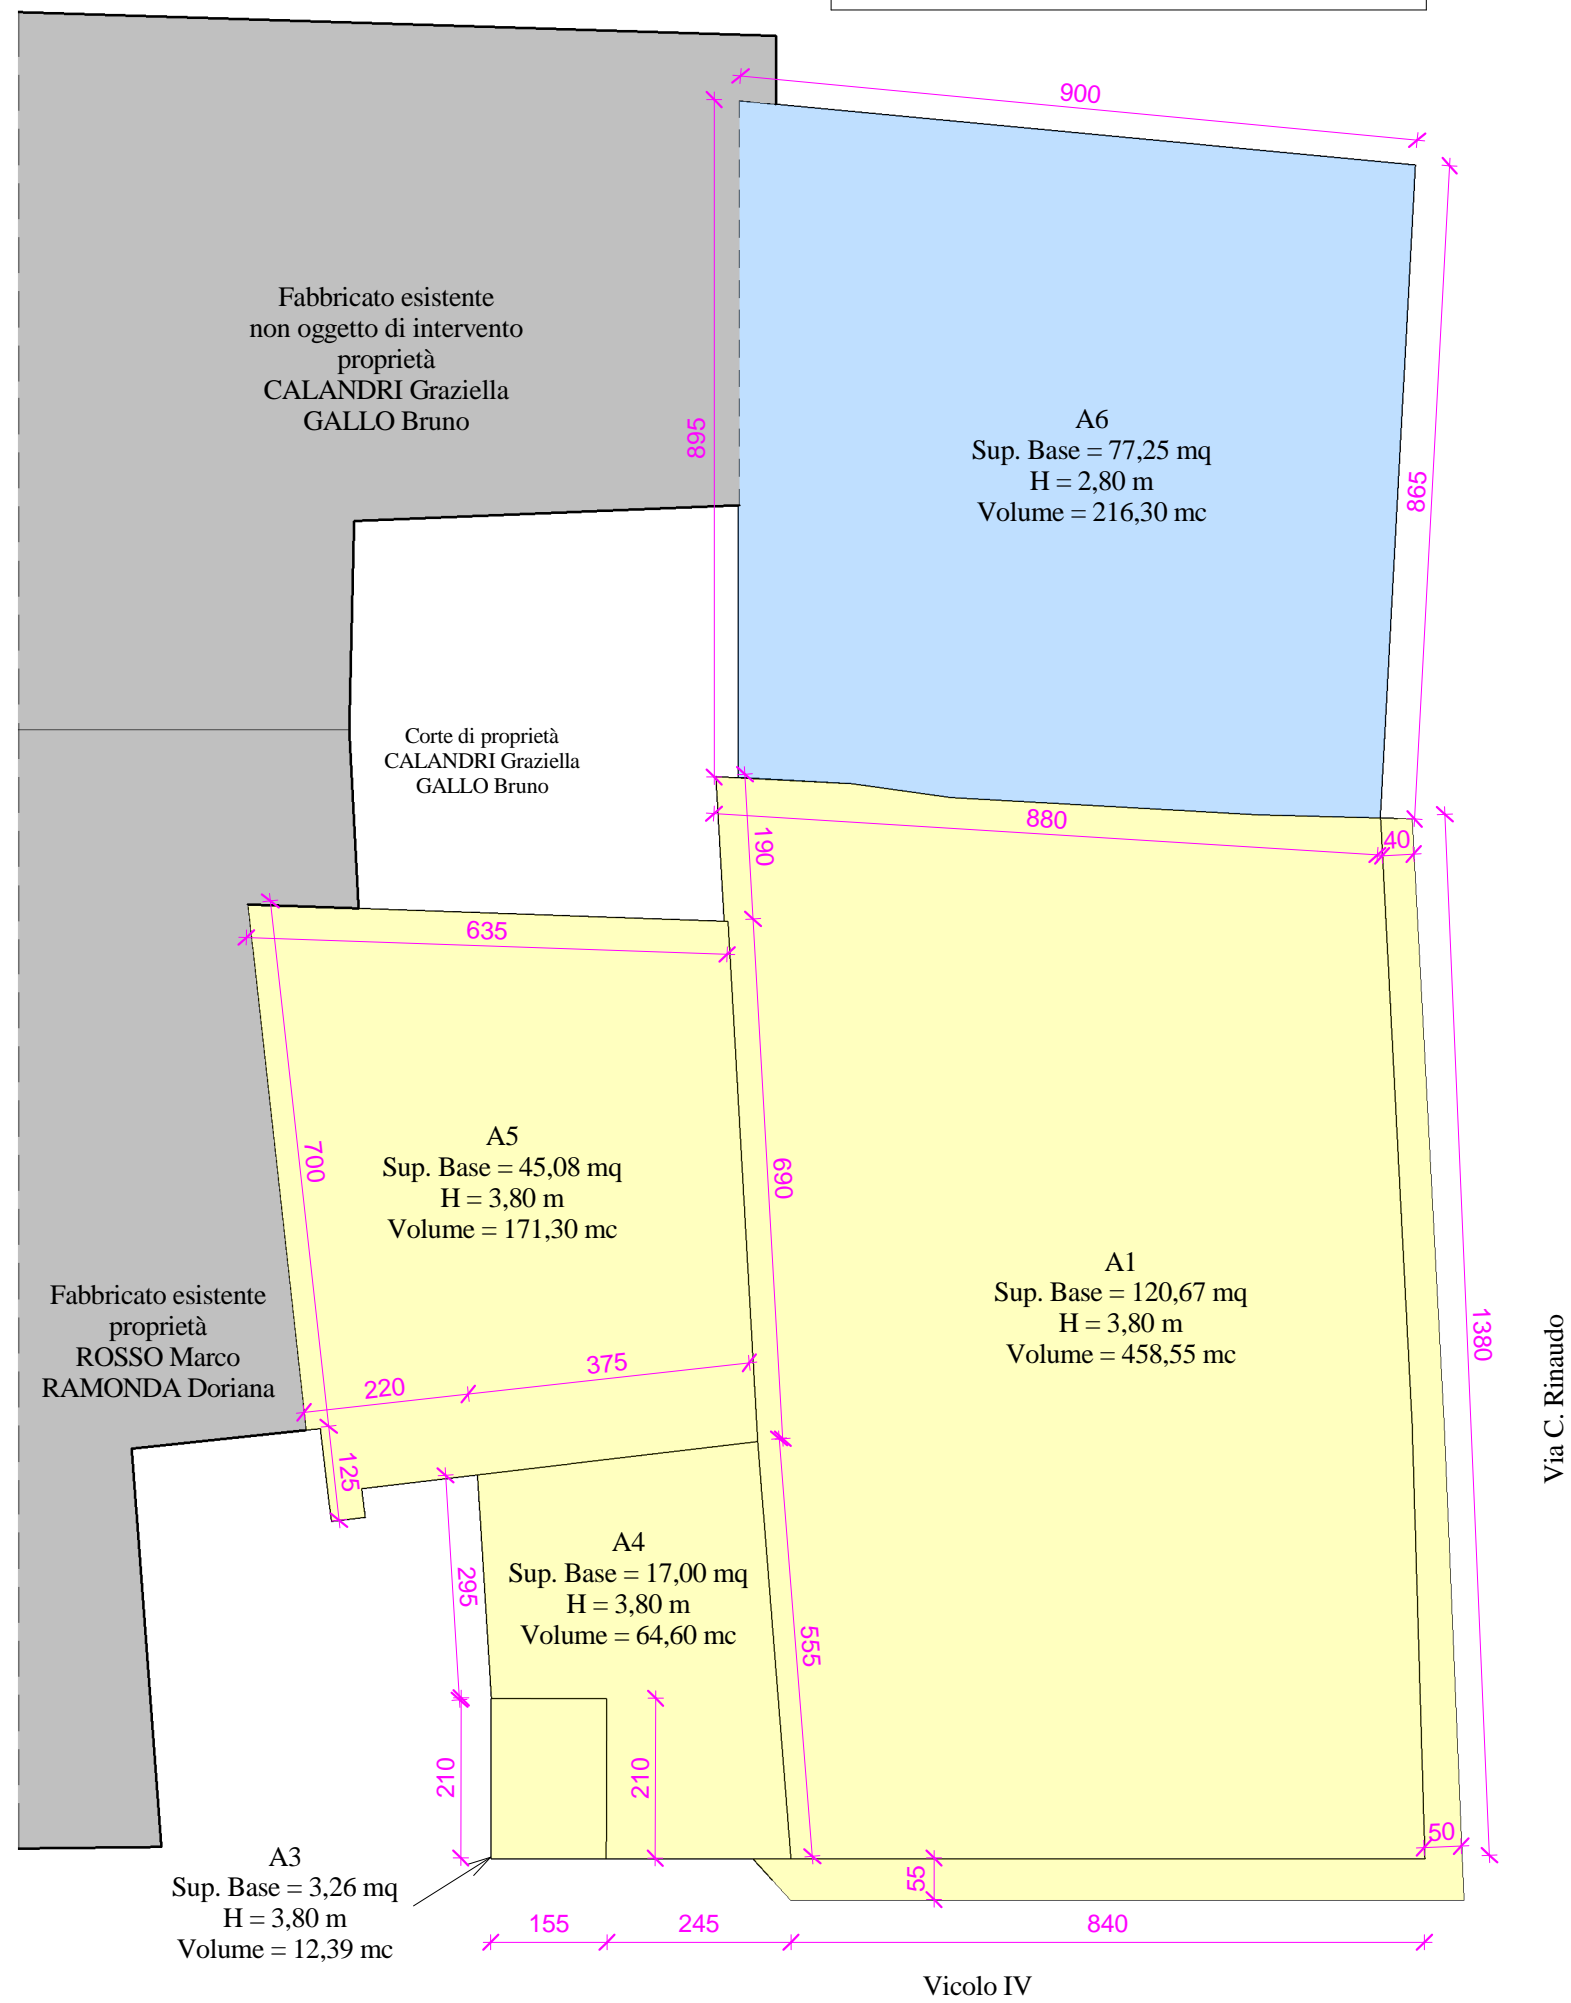 900
Fabbricato esistente
non oggetto di intervento
proprietà
CALANDRI Graziella
GALLO Bruno
895
A6
Sup. Base = 77,25 mq
H = 2,80 m
Volume = 216,30 mc
865
Corte di proprietà
CALANDRI Graziella
GALLO Bruno
880
40
190
635
700
A5
Sup. Base = 45,08 mq
H = 3,80 m
Volume = 171,30 mc
690
A1
Sup. Base = 120,67 mq
H = 3,80 m
Volume = 458,55 mc
1380
Via C. Rinaudo
Fabbricato esistente
proprietà
ROSSO Marco
RAMONDA Doriana
220
375
125
295
A4
Sup. Base = 17,00 mq
H = 3,80 m
Volume = 64,60 mc
555
210
210
50
55
A3
Sup. Base = 3,26 mq
H = 3,80 m
Volume = 12,39 mc
155
245
840
Vicolo IV